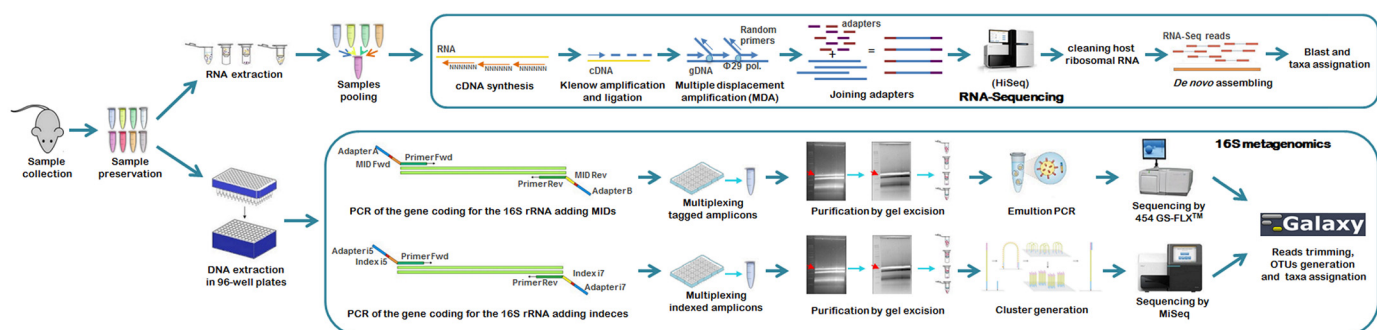 Sample
collection
Sample
preservation
RNA extraction
Samples
pooling
RNA
NNNNNN NNNNNN NNNNNN
cDNA synthesis
cDNA
Klenow amplification
and ligation
Random
primers
gDNA
Φ29 pol.
Multiple displacement
amplification (MDA)
adapters
+
=
Joining adapters
(HiSeq)
RNA-Sequencing
cleaning host
ribosomal RNA
RNA-Seq reads
De novo assembling
Blast and
taxa assignation
DNA extraction
in 96-well plates
16S metagenomics
Adapter A
MID Fwd
Primer Fwd
MID Rev
Primer Rev
Adapter B
PCR of the gene coding for the 16S rRNA adding MIDs
Multiplexing
tagged amplicons
Purification by gel excision
Emultion PCR
Sequencing by
454 GS-FLX™
Adapter i5
Index i5
Primer Fwd
Index i7
Primer Rev
Adapter i7
PCR of the gene coding for the 16S rRNA adding indeces
Multiplexing
indexed amplicons
Purification by gel excision
Cluster generation
Sequencing by
MiSeq
Galaxy
Reads trimming,
OTUs generation
and taxa assignation